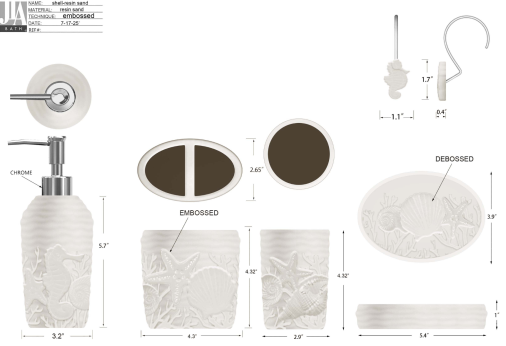 JLA
BATH
NAME: shell-resin sand
MATERIAL: resin sand
TECHNIQUE: embossed
DATE: 7-17-25'
REF#:
CHROME
5.7"
3.2"
2.65"
EMBOSSED
4.32"
4.3"
4.32"
2.9"
1.7"
1.1"
0.4"
DEBOSSED
3.9"
1"
5.4"